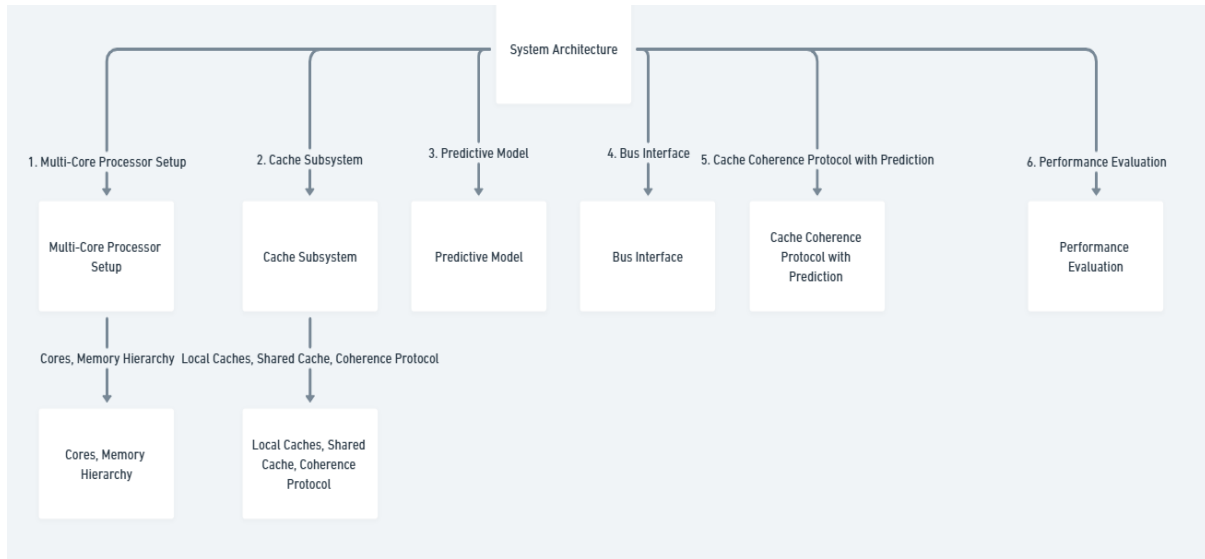 System Architecture
1. Multi-Core Processor Setup
2. Cache Subsystem
3. Predictive Model
4. Bus Interface
5. Cache Coherence Protocol with Prediction
6. Performance Evaluation
Multi-Core Processor
Setup
Cache Subsystem
Predictive Model
Bus Interface
Cache Coherence
Protocol with
Prediction
Performance
Evaluation
Cores, Memory Hierarchy
Local Caches, Shared Cache, Coherence Protocol
Cores, Memory
Hierarchy
Local Caches, Shared
Cache, Coherence
Protocol